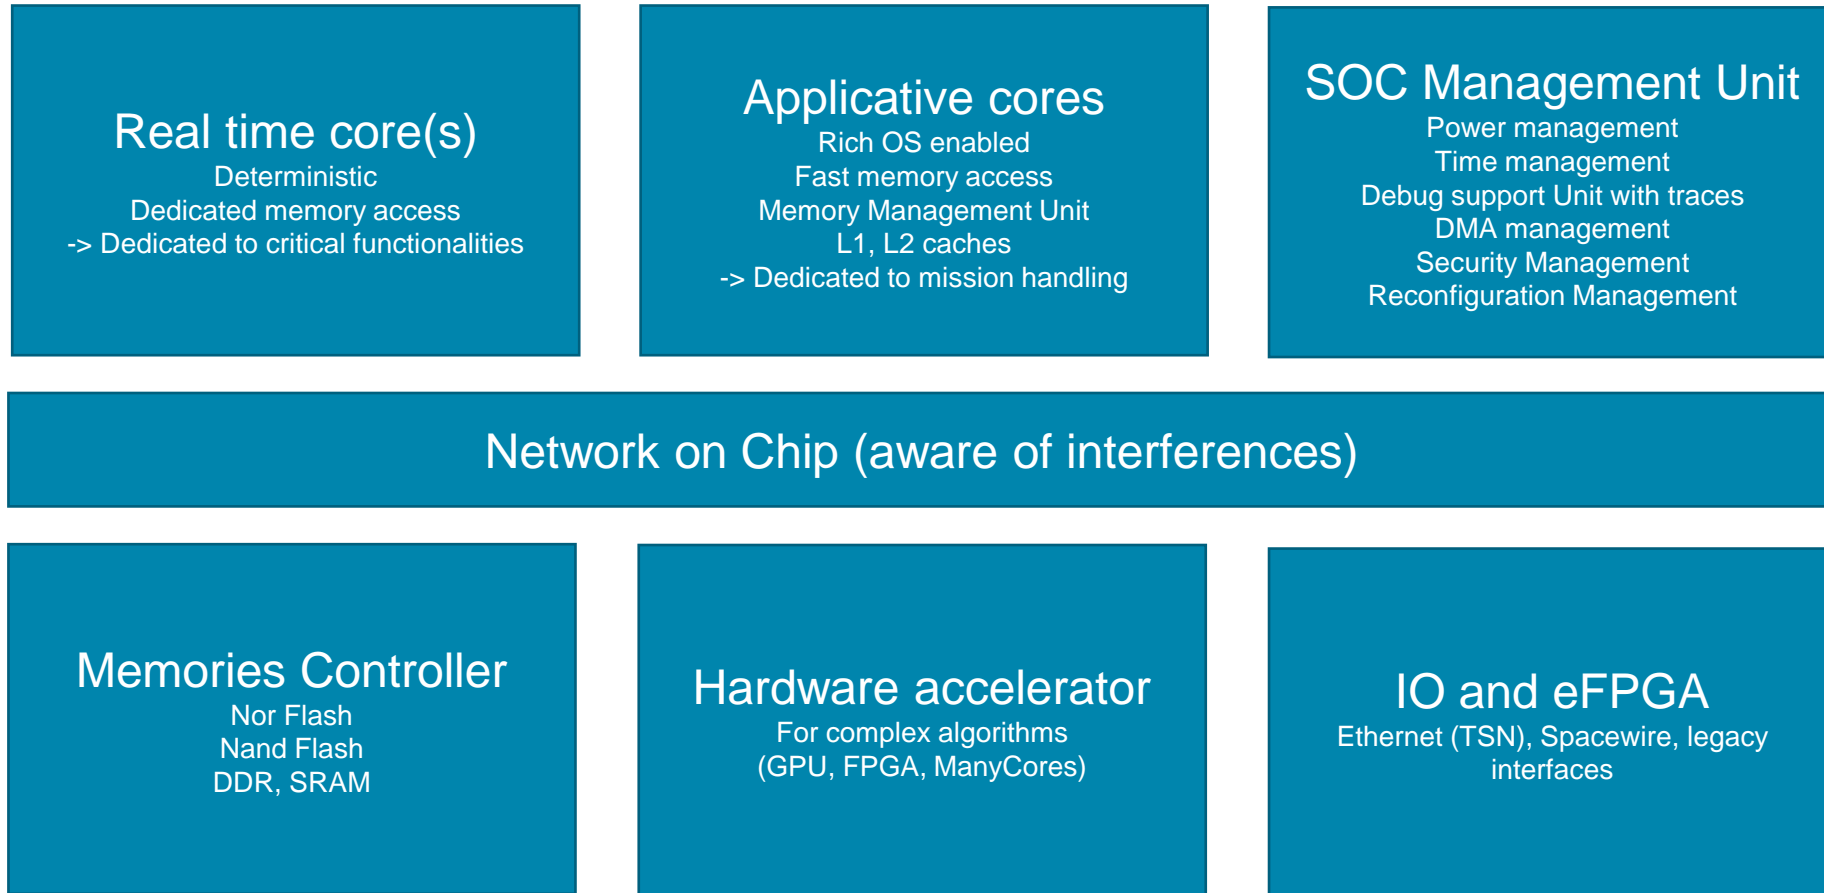 Real time core(s)
Deterministic
Dedicated memory access
-> Dedicated to critical functionalities
Applicative cores
Rich OS enabled
Fast memory access
Memory Management Unit
L1, L2 caches
-> Dedicated to mission handling
SOC Management Unit
Power management
Time management
Debug support Unit with traces
DMA management
Security Management
Reconfiguration Management
Network on Chip (aware of interferences)
Memories Controller
Nor Flash
Nand Flash
DDR, SRAM
Hardware accelerator
For complex algorithms
(GPU, FPGA, ManyCores)
IO and eFPGA
Ethernet (TSN), Spacewire, legacy
interfaces